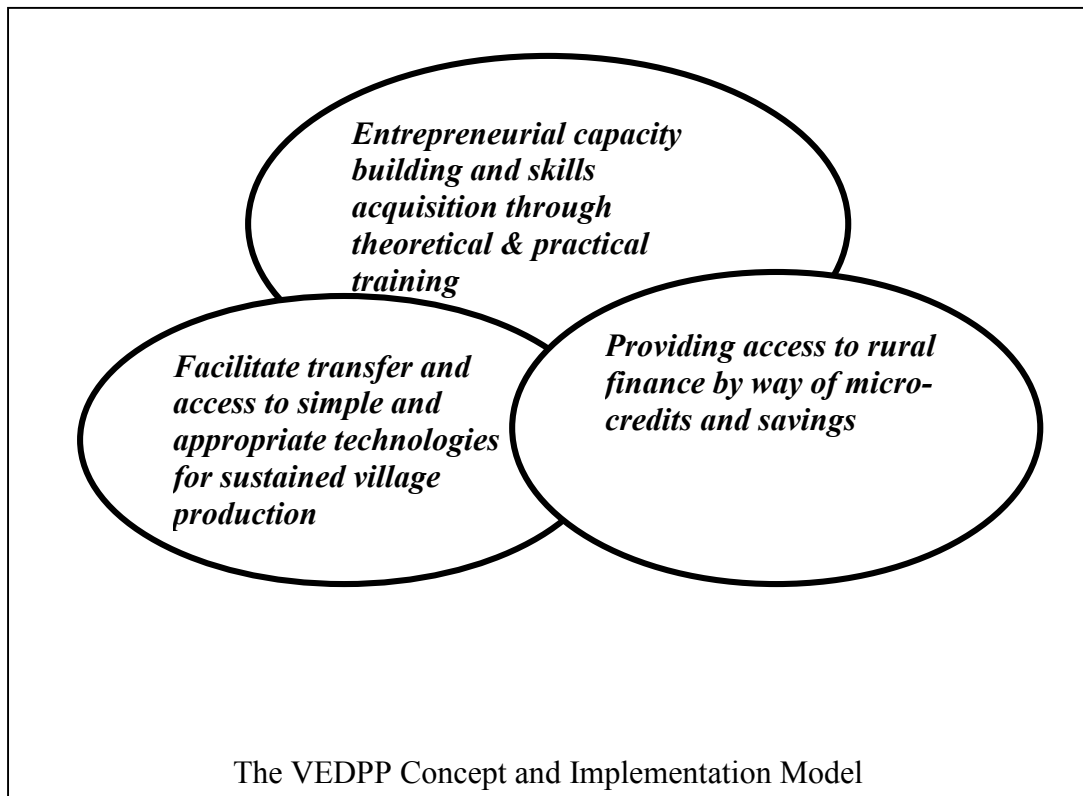 Entrepreneurial capacity
building and skills
acquisition through
theoretical & practical
training
Facilitate transfer and
access to simple and
appropriate technologies
for sustained village
production
Providing access to rural
finance by way of micro-
credits and savings
The VEDPP Concept and Implementation Model